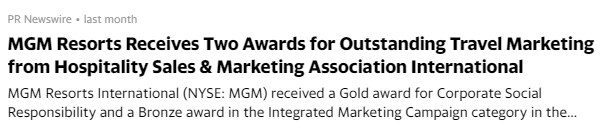 PR Newswire • last month
MGM Resorts Receives Two Awards for Outstanding Travel Marketing
from Hospitality Sales & Marketing Association International
MGM Resorts International (NYSE: MGM) received a Gold award for Corporate Social
Responsibility and a Bronze award in the Integrated Marketing Campaign category in the...